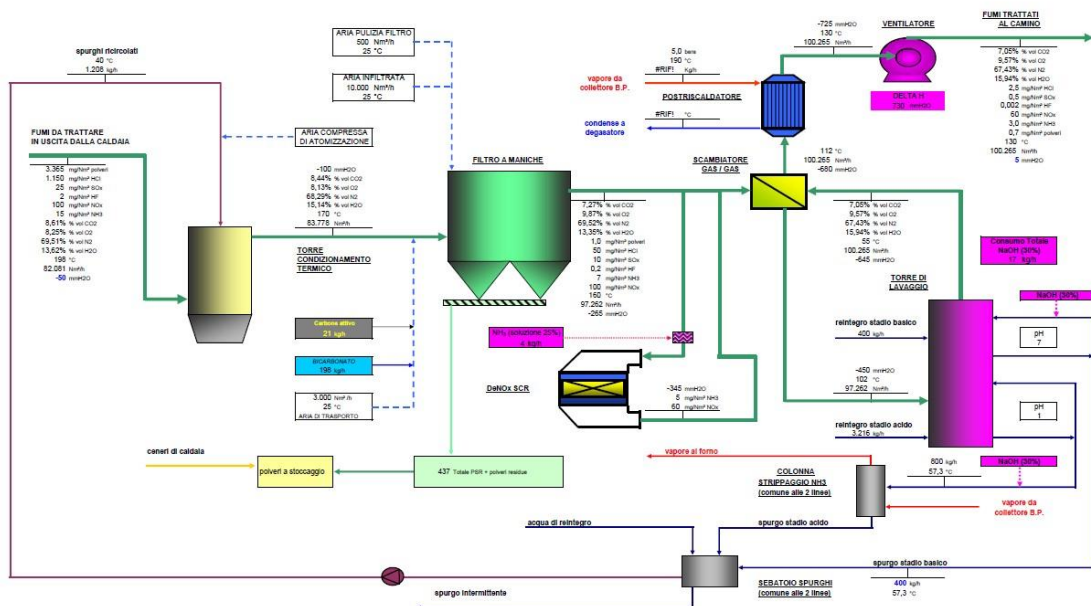 spurghi ricircolati
40 °C
1.208 kg/h
ARIA PULIZIA FILTRO
500 Nm³/h
25 °C
ARIA INFILTRATA
10.000 Nm³/h
25 °C
ARIA COMPRESSA
DI ATOMIZZAZIONE
FUMI DA TRATTARE
IN USCITA DALLA CALDAIA
3.365 mg/Nm³ polveri
1.150 mg/Nm³ HCl
25 mg/Nm³ SOx
2 mg/Nm³ HF
100 mg/Nm³ NOx
15 mg/Nm³ NH3
8,61% % vol CO2
8,25% % vol O2
69,51% % vol N2
13,62% % vol H2O
198 °C
82.081 Nm³/h
-50 mmH2O
-100 mmH2O
8,44% % vol CO2
8,13% % vol O2
68,29% % vol N2
15,14% % vol H2O
170 °C
83.778 Nm³/h
TORRE
CONDIZIONAMENTO
TERMICO
Carbone attivo
21 kg/h
BICARBONATO
198 kg/h
3.000 Nm³/h
25 °C
ARIA DI TRASPORTO
FILTRO A MANICHE
7,27% % vol CO2
9,87% % vol O2
69,52% % vol N2
13,35% % vol H2O
1,0 mg/Nm³ polveri
50 mg/Nm³ HCl
10 mg/Nm³ SOx
0,2 mg/Nm³ HF
7 mg/Nm³ NH3
100 mg/Nm³ NOx
160 °C
97.262 Nm³/h
-265 mmH2O
NH₃ (soluzione 25%)
4 kg/h
DeNOx SCR
-345 mmH2O
5 mg/Nm³ NH3
60 mg/Nm³ NOx
5,0 bara
190 °C
#RIF! Kg/h
vapore da
collettore B.P.
POSTRISCALDATORE
#RIF! °C
condense a
degasatore
-725 mmH2O
130 °C
100.265 Nm³/h
VENTILATORE
DELTA H
730 mmH2O
FUMI TRATTATI
AL CAMINO
7,05% % vol CO2
9,57% % vol O2
67,43% % vol N2
15,94% % vol H2O
2,5 mg/Nm³ HCl
0,5 mg/Nm³ SOx
0,002 mg/Nm³ HF
60 mg/Nm³ NOx
3,0 mg/Nm³ NH3
0,7 mg/Nm³ polveri
130 °C
100.265 Nm³/h
5 mmH2O
SCAMBIATORE
GAS / GAS
112 °C
100.265 Nm³/h
-680 mmH2O
7,05% % vol CO2
9,57% % vol O2
67,43% % vol N2
15,94% % vol H2O
55 °C
100.265 Nm³/h
-645 mmH2O
Consumo Totale
NaOH (30%)
17 kg/h
TORRE DI
LAVAGGIO
NaOH (30%)
reintegro stadio basico
400 kg/h
pH
7
-450 mmH2O
102 °C
97.262 Nm³/h
pH
1
reintegro stadio acido
3.216 kg/h
NaOH (30%)
600 kg/h
57,3 °C
vapore al forno
COLONNA
STRIPPAGGIO NH3
(comune alle 2 linee)
vapore da
collettore B.P.
ceneri di caldaia
polveri a stoccaggio
437 Totale PSR + polveri residue
acqua di reintegro
spurgo stadio acido
spurgo stadio basico
400 kg/h
57,3 °C
SEBATOIO SPURGHI
(comune alle 2 linee)
spurgo intermittente